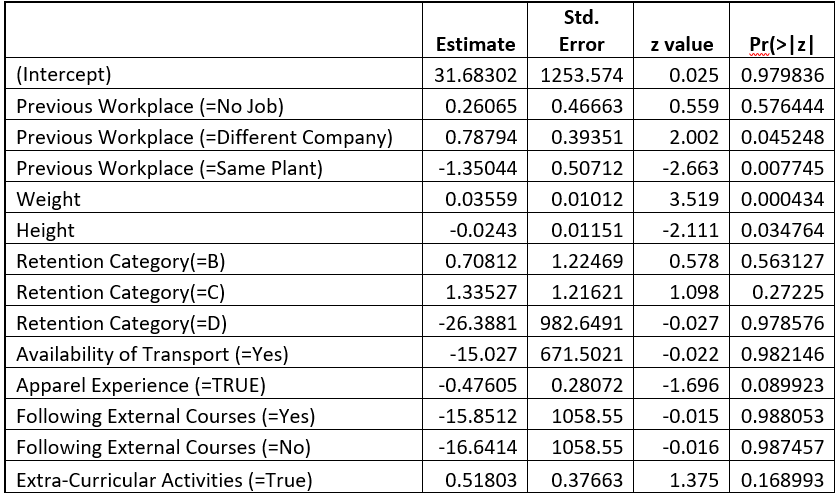 Estimate Std. Error z value Pr(>|z|
(Intercept) 31.68302 1253.574 0.025 0.979836
Previous Workplace (=No Job) 0.26065 0.46663 0.559 0.576444
Previous Workplace (=Different Company) 0.78794 0.39351 2.002 0.045248
Previous Workplace (=Same Plant) -1.35044 0.50712 -2.663 0.007745
Weight 0.03559 0.01012 3.519 0.000434
Height -0.0243 0.01151 -2.111 0.034764
Retention Category(=B) 0.70812 1.22469 0.578 0.563127
Retention Category(=C) 1.33527 1.21621 1.098 0.27225
Retention Category(=D) -26.3881 982.6491 -0.027 0.978576
Availability of Transport (=Yes) -15.027 671.5021 -0.022 0.982146
Apparel Experience (=TRUE) -0.47605 0.28072 -1.696 0.089923
Following External Courses (=Yes) -15.8512 1058.55 -0.015 0.988053
Following External Courses (=No) -16.6414 1058.55 -0.016 0.987457
Extra-Curricular Activities (=True) 0.51803 0.37663 1.375 0.168993